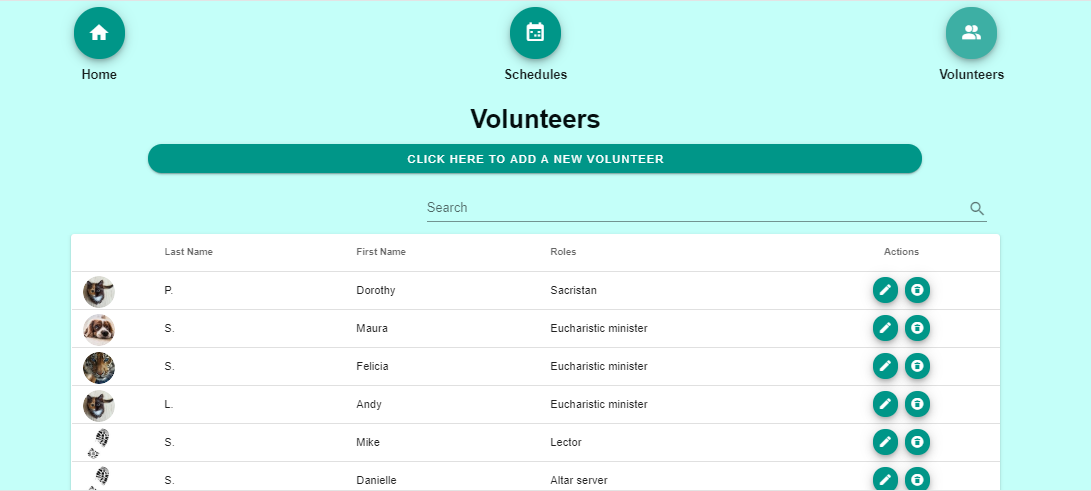 Home Schedules Volunteers
Volunteers
CLICK HERE TO ADD A NEW VOLUNTEER
Search
Last Name First Name Roles Actions
P. Dorothy Sacristan
S. Maura Eucharistic minister
S. Felicia Eucharistic minister
L. Andy Eucharistic minister
S. Mike Lector
S. Danielle Altar server